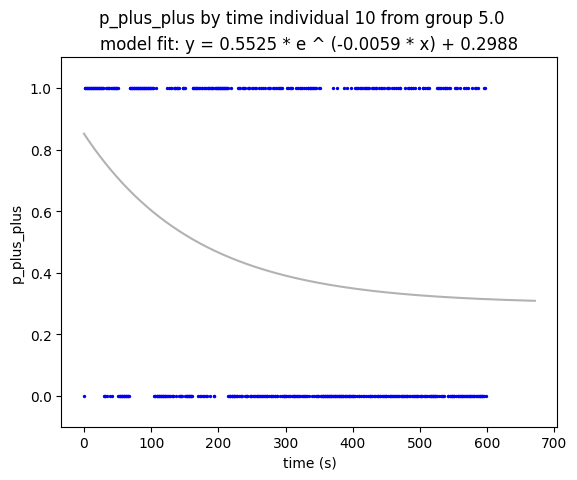 p_plus_plus by time individual 10 from group 5.0
model fit: y = 0.5525 * e ^ (-0.0059 * x) + 0.2988
1.0
0.8
0.6
0.4
0.2
0.0
p_plus_plus
0 100 200 300 400 500 600 700
time (s)